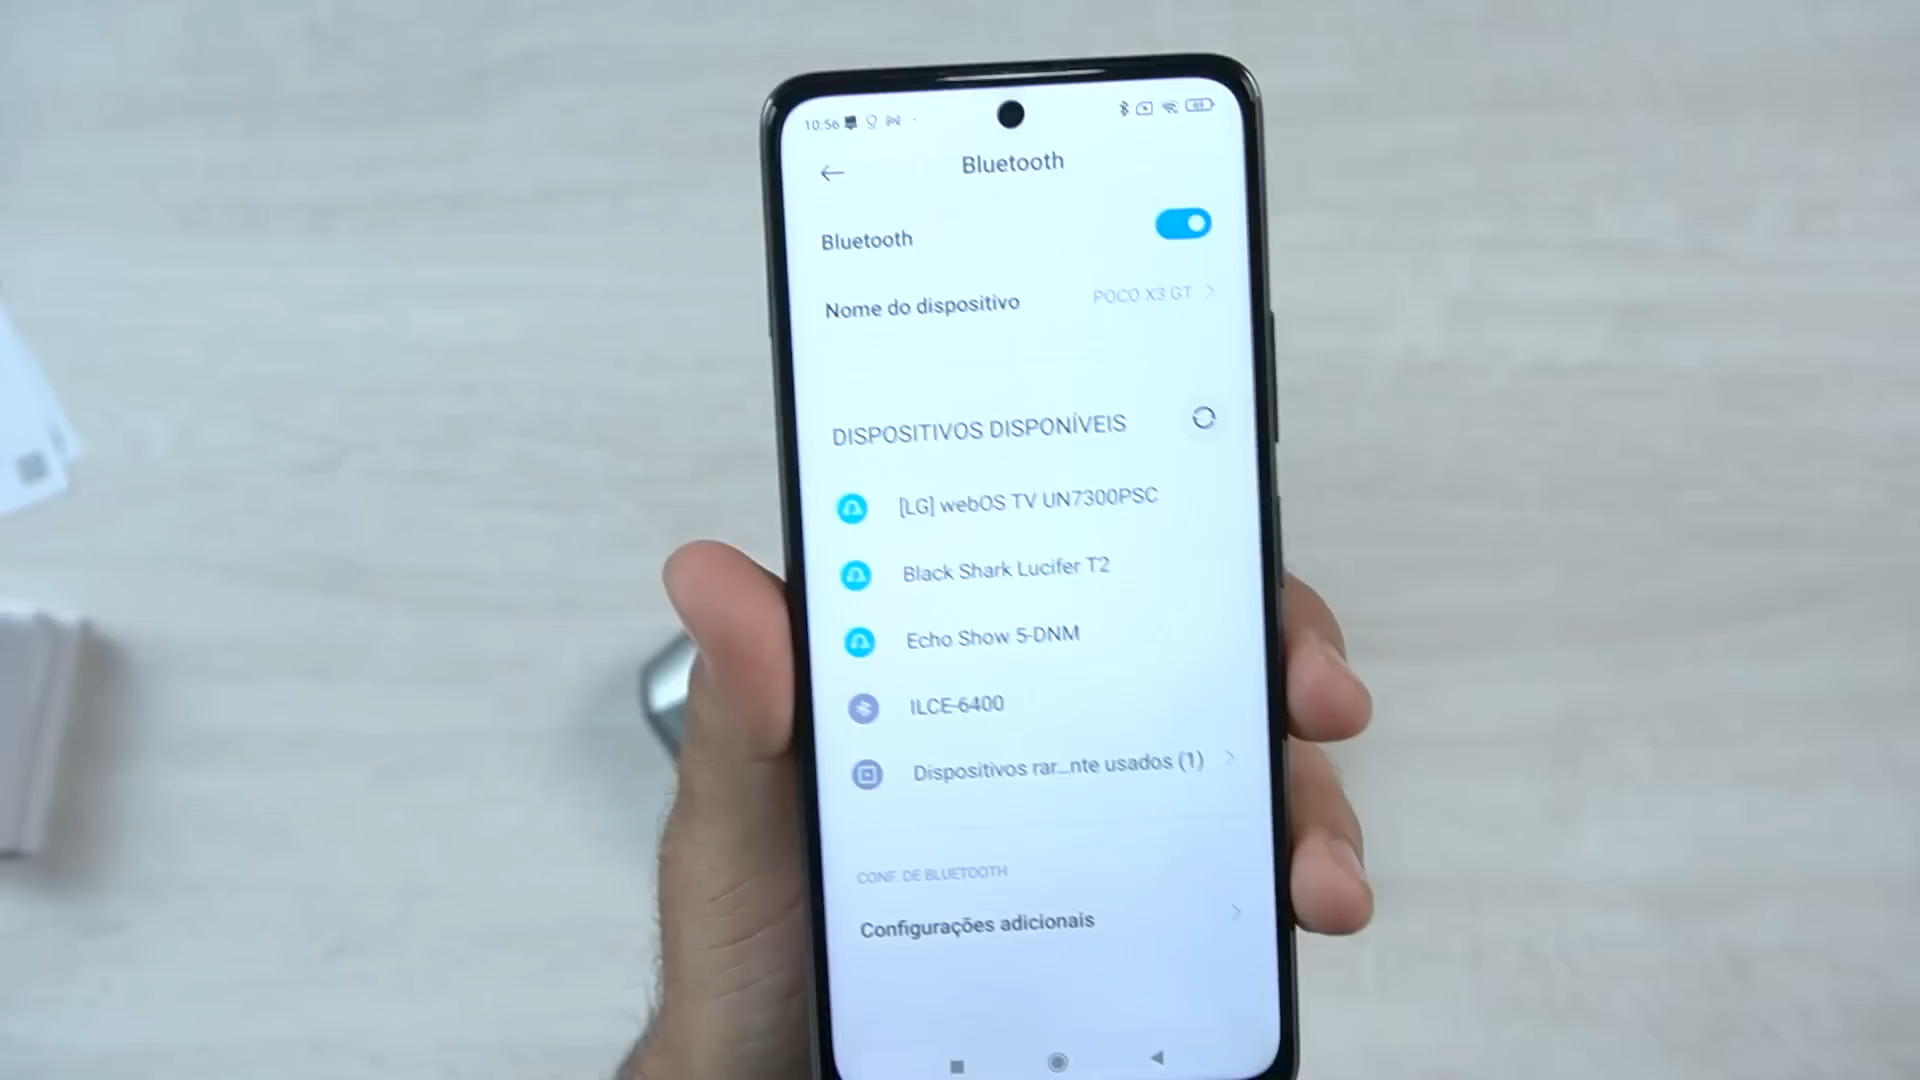 10:56
Bluetooth
Bluetooth
Nome do dispositivo
POCO X3 GT
DISPOSITIVOS DISPONÍVEIS
[LG] webOS TV UN7300PSC
Black Shark Lucifer T2
Echo Show 5-DNM
ILCE-6400
Dispositivos rar...nte usados (1)
CONF. DE BLUETOOTH
Configurações adicionais